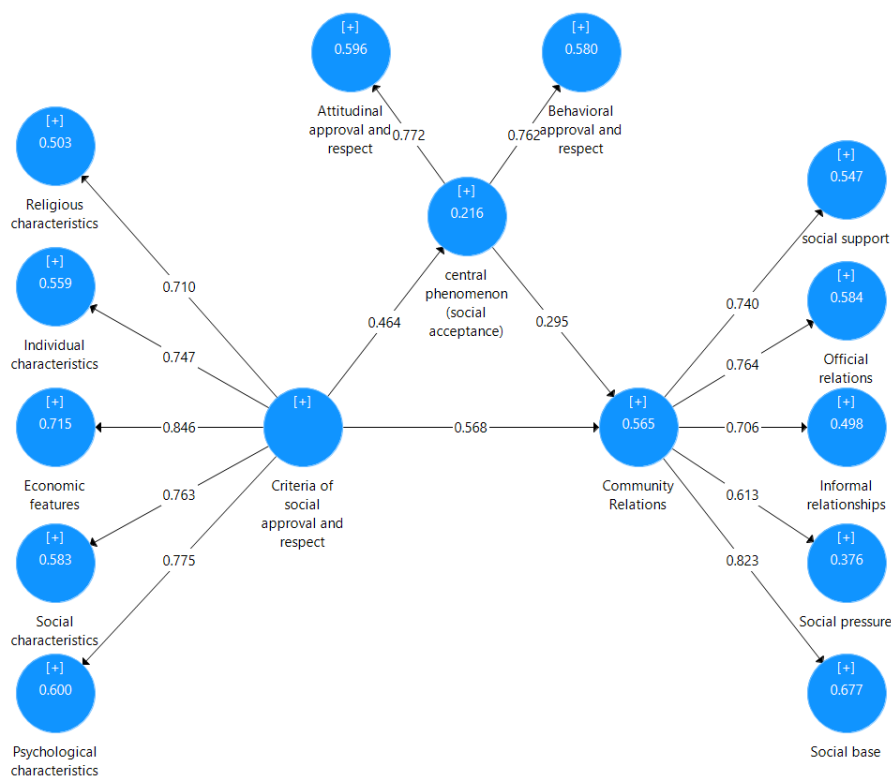 [+]
0.596
Attitudinal
approval and
respect
[+]
0.580
Behavioral
approval and
respect
0.772
0.762
[+]
0.503
Religious
characteristics
[+]
0.547
social support
[+]
0.216
central
phenomenon
(social
acceptance)
[+]
0.559
Individual
characteristics
0.710
0.747
0.464
0.295
0.740
[+]
0.584
Official
relations
0.764
[+]
0.715
Economic
features
0.846
[+]
Criteria of
social
approval and
respect
0.568
[+]
0.565
Community
Relations
0.706
[+]
0.498
Informal
relationships
0.763
0.613
[+]
0.583
Social
characteristics
0.775
0.823
[+]
0.376
Social pressure
[+]
0.600
Psychological
characteristics
[+]
0.677
Social base